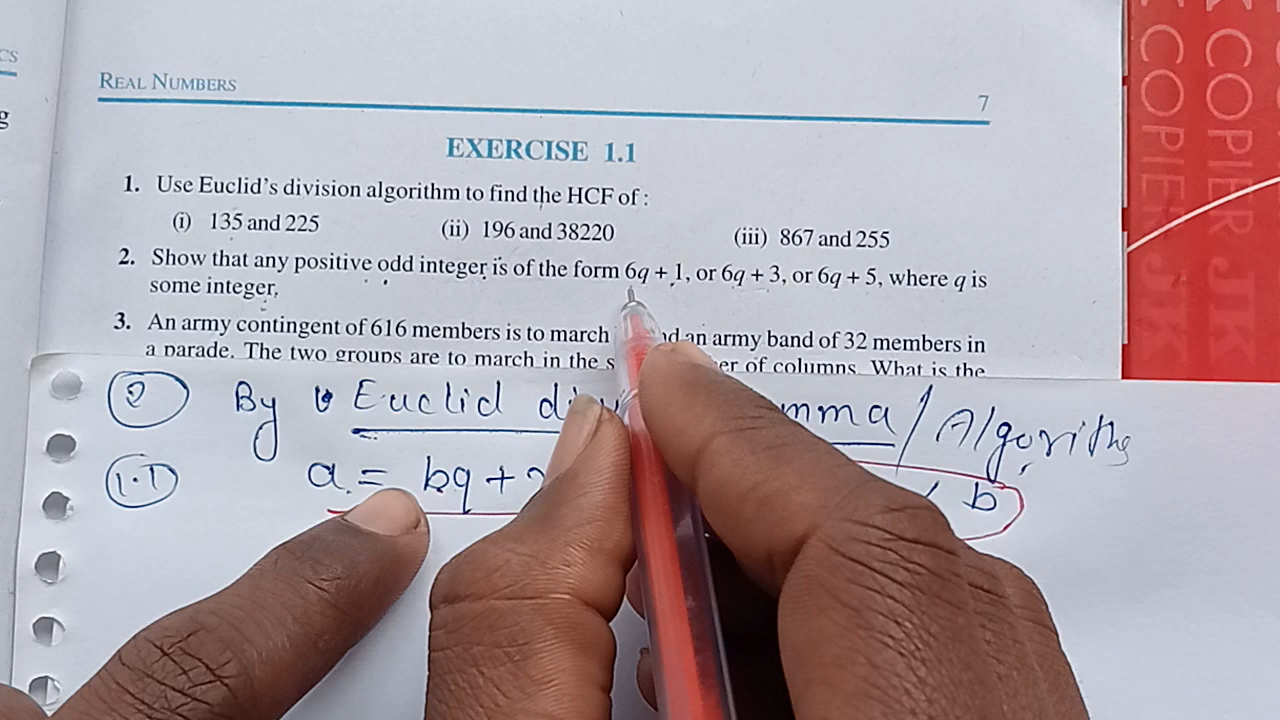 CS
REAL NUMBERS
7
g
EXERCISE 1.1
1. Use Euclid's division algorithm to find the HCF of :
(i) 135 and 225 (ii) 196 and 38220 (iii) 867 and 255
2. Show that any positive odd integer is of the form 6q + 1, or 6q + 3, or 6q + 5, where q is
some integer.
3. An army contingent of 616 members is to march an army band of 32 members in
a parade. The two groups are to march in the of columns. What is the
2 By Euclid / Algorithm
1.1 a = bq + b
COPIER JK
COPIER JK